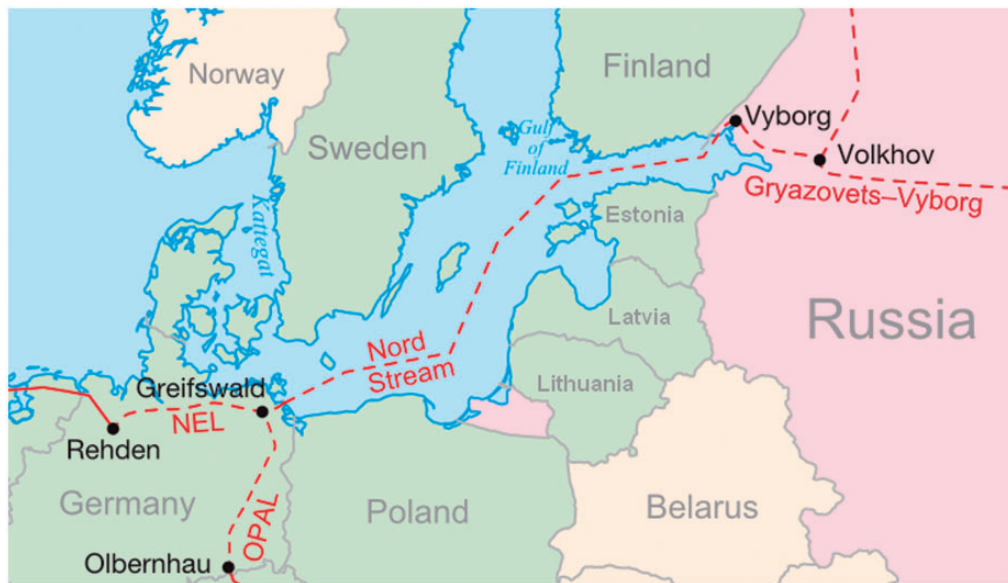 Norway
Finland
Sweden
Gulf
of
Finland
Vyborg
Volkhov
Gryazovets–Vyborg
Kattegat
Estonia
Russia
Latvia
Nord
Stream
Lithuania
Greifswald
NEL
Rehden
Germany
OPAL
Poland
Belarus
Olbernhau